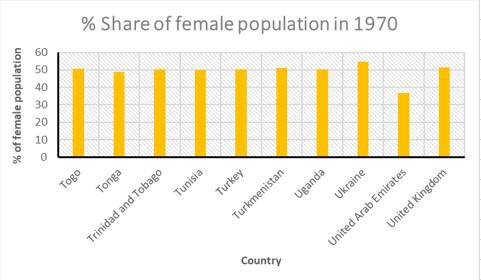 % Share of female population in 1970
% of female population
60
50
40
30
20
10
0
Togo
Tonga
Trinidad and Tobago
Tunisia
Turkey
Turkmenistan
Uganda
Ukraine
United Arab Emirates
United Kingdom
Country